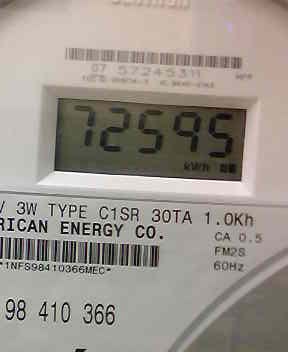 07 57245311
72595
kWh
V 3W TYPE C1SR 30TA 1.0Kh
RICAN ENERGY CO.
CA 0.5
FM2S
*1NFS98410366MEC*
60Hz
98 410 366